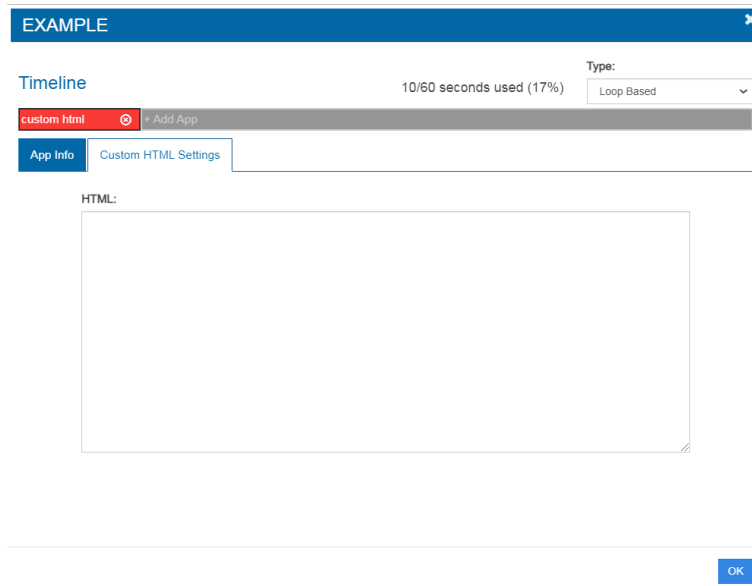 EXAMPLE
Type:
Timeline
10/60 seconds used (17%)
Loop Based
custom html
+ Add App
App Info
Custom HTML Settings
HTML:
OK